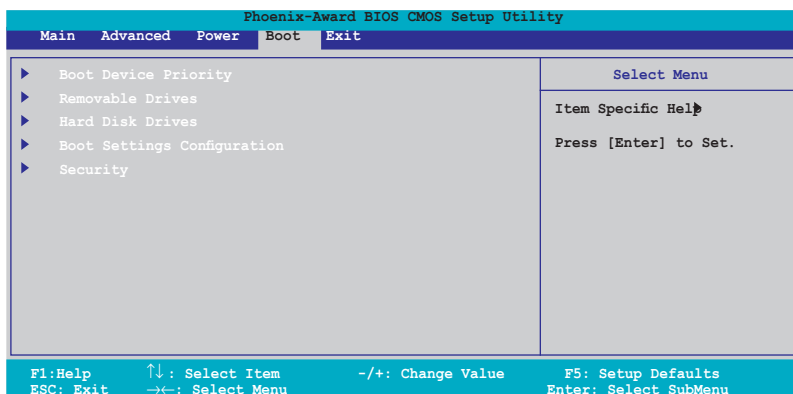 Phoenix-Award BIOS CMOS Setup Utility
Main Advanced Power Boot Exit
Boot Device Priority
Removable Drives
Hard Disk Drives
Boot Settings Configuration
Security
Select Menu
Item Specific Help
Press [Enter] to Set.
F1:Help ↑↓: Select Item -/+: Change Value F5: Setup Defaults
ESC: Exit →←: Select Menu Enter: Select SubMenu